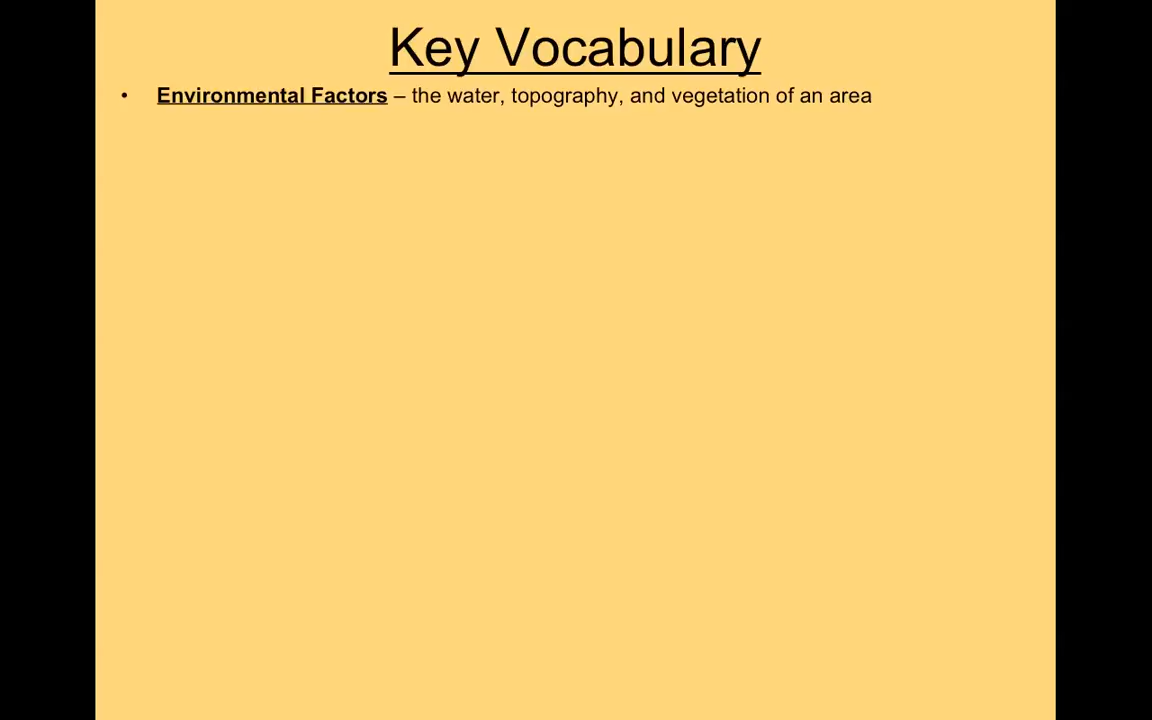 Key Vocabulary
• Environmental Factors – the water, topography, and vegetation of an area